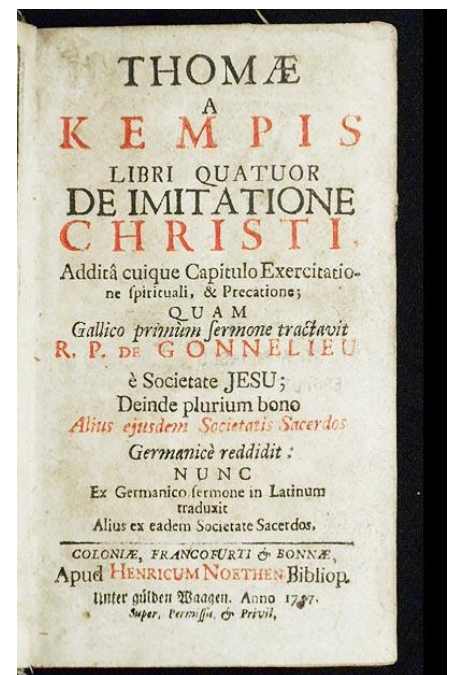 THOMÆ
A
KEMPIS
LIBRI QUATUOR
DE IMITATIONE
CHRISTI.
Additâ cuique Capitulo Exercitatio-
ne ſpirituali, & Precatione;
QUAM
Gallico primùm ſermone tractavit
R. P. DE GONNELIEU
è Societate JESU;
Deinde plurium bono
Alius ejusdem Societatis Sacerdos
Germanicè reddidit:
NUNC
Ex Germanico ſermone in Latinum
traduxit
Alius ex eadem Societate Sacerdos.
COLONIÆ, FRANCOFURTI & BONNÆ,
Apud HENRICUM NOETHEN Bibliop.
Unter gülden Waagen. Anno
Super. Permiſſu, & Privil.